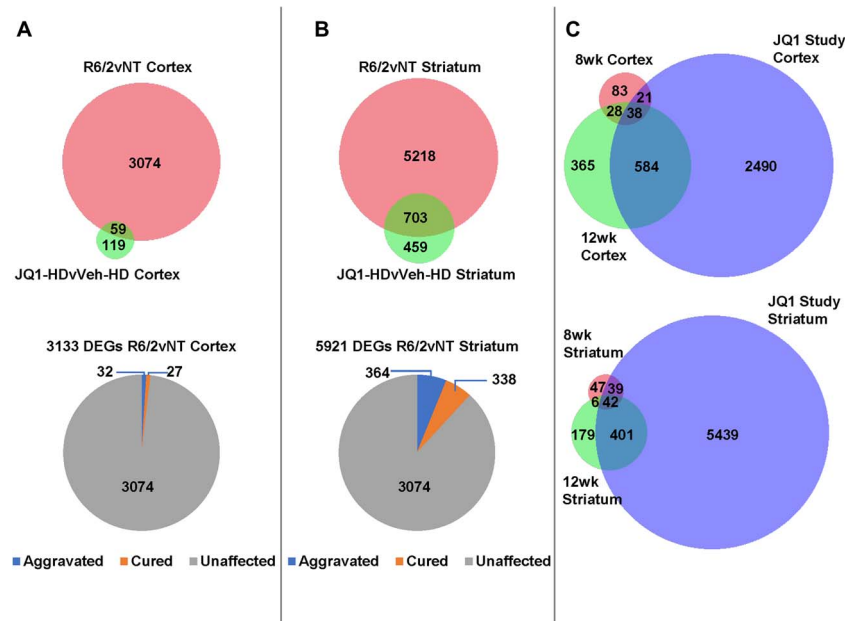 A
R6/2vNT Cortex
3074
59
119
JQ1-HDvVeh-HD Cortex
3133 DEGs R6/2vNT Cortex
32
27
3074
Aggravated Cured Unaffected
B
R6/2vNT Striatum
5218
703
459
JQ1-HDvVeh-HD Striatum
5921 DEGs R6/2vNT Striatum
364
338
3074
Aggravated Cured Unaffected
C
JQ1 Study
Cortex
8wk Cortex
83
21
28
38
365
584
2490
12wk
Cortex
JQ1 Study
Striatum
8wk
Striatum
47
39
6
42
179
401
5439
12wk
Striatum